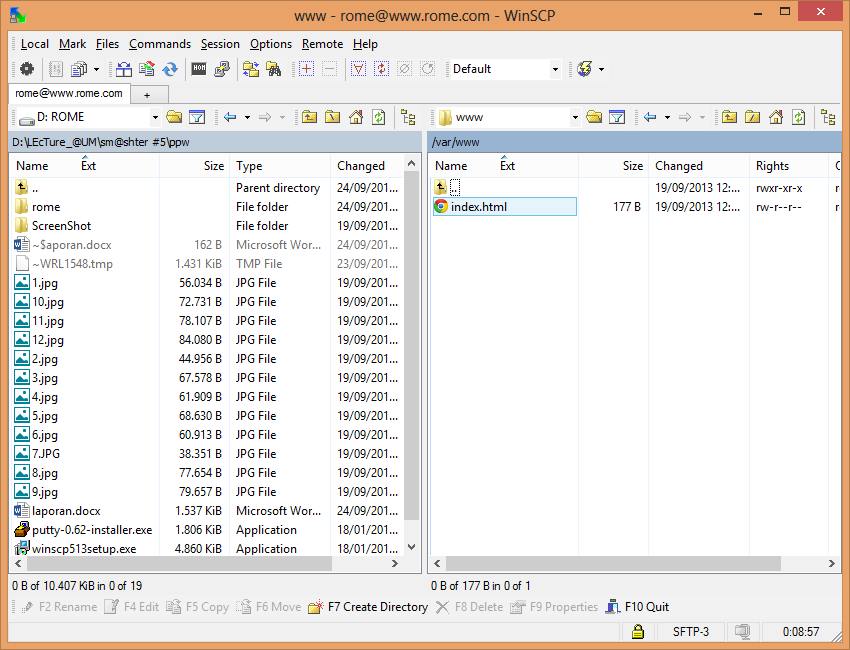 www - rome@www.rome.com - WinSCP
Local Mark Files Commands Session Options Remote Help
Default
rome@www.rome.com +
D: ROME www
D:\LEcTure_@UM\sm@shter #5\ppw /var/www
Name Ext Size Type Changed Name Ext Size Changed Rights
.. Parent directory 24/09/201... .. 19/09/2013 12:... rwxr-xr-x r
rome File folder 24/09/201... index.html 177 B 19/09/2013 12:... rw-r--r-- r
ScreenShot File folder 19/09/201...
~$aporan.docx 162 B Microsoft Wor... 24/09/201...
~WRL1548.tmp 1.431 KiB TMP File 23/09/201...
1.jpg 56.034 B JPG File 19/09/201...
10.jpg 72.731 B JPG File 19/09/201...
11.jpg 78.107 B JPG File 19/09/201...
12.jpg 84.080 B JPG File 19/09/201...
2.jpg 44.956 B JPG File 19/09/201...
3.jpg 67.578 B JPG File 19/09/201...
4.jpg 61.909 B JPG File 19/09/201...
5.jpg 68.630 B JPG File 19/09/201...
6.jpg 60.913 B JPG File 19/09/201...
7.JPG 38.351 B JPG File 19/09/201...
8.jpg 77.654 B JPG File 19/09/201...
9.jpg 79.657 B JPG File 19/09/201...
laporan.docx 1.537 KiB Microsoft Wor... 24/09/201...
putty-0.62-installer.exe 1.806 KiB Application 18/01/201...
winscp513setup.exe 4.860 KiB Application 18/01/201...
0 B of 10.407 KiB in 0 of 19 0 B of 177 B in 0 of 1
F2 Rename F4 Edit F5 Copy F6 Move F7 Create Directory F8 Delete F9 Properties F10 Quit
SFTP-3 0:08:57